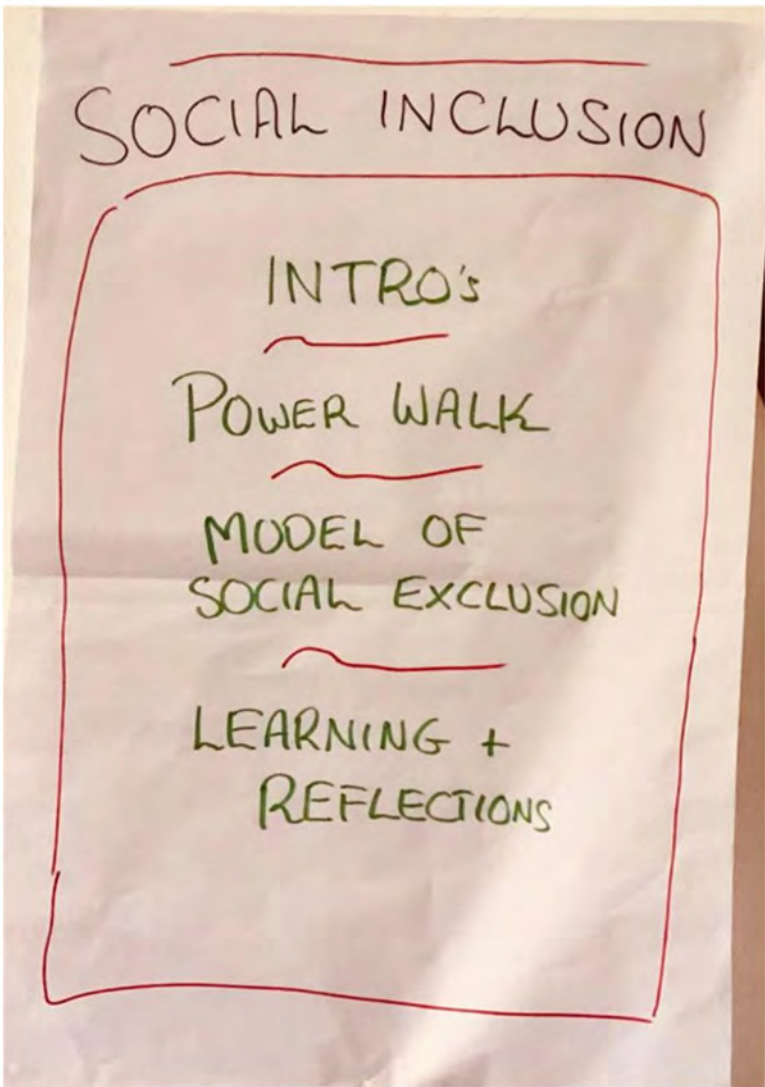 SOCIAL INCLUSION
INTRO's
POWER WALK
MODEL OF
SOCIAL EXCLUSION
LEARNING +
REFLECTIONS